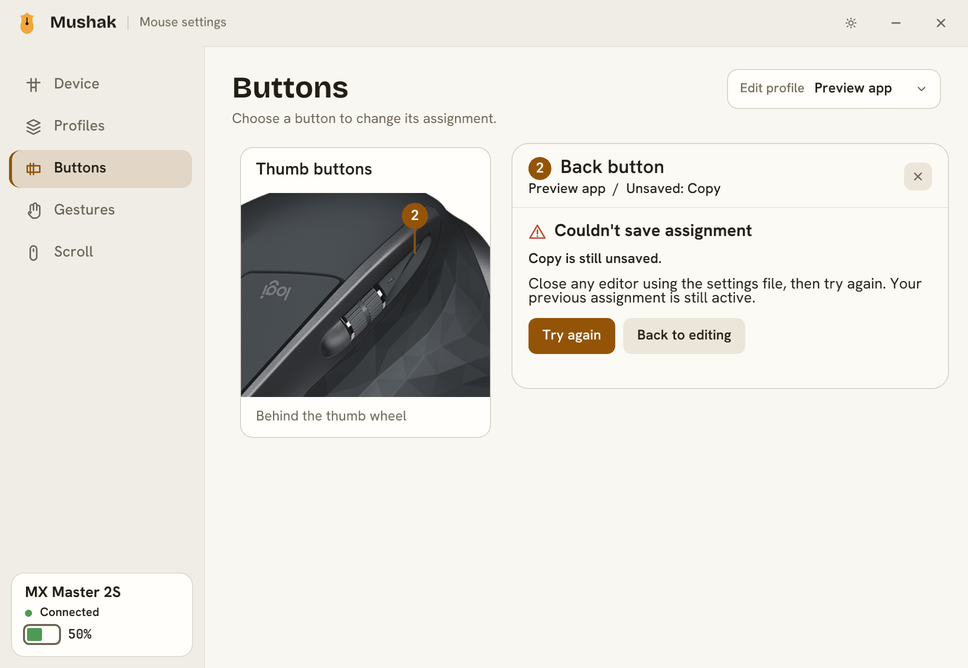 Mushak
Mouse settings
Device
Profiles
Buttons
Gestures
Scroll
MX Master 2S
Connected
50%
Buttons
Choose a button to change its assignment.
Edit profile Preview app
Thumb buttons
2
logi
Behind the thumb wheel
2 Back button
Preview app / Unsaved: Copy
Couldn't save assignment
Copy is still unsaved.
Close any editor using the settings file, then try again. Your
previous assignment is still active.
Try again
Back to editing